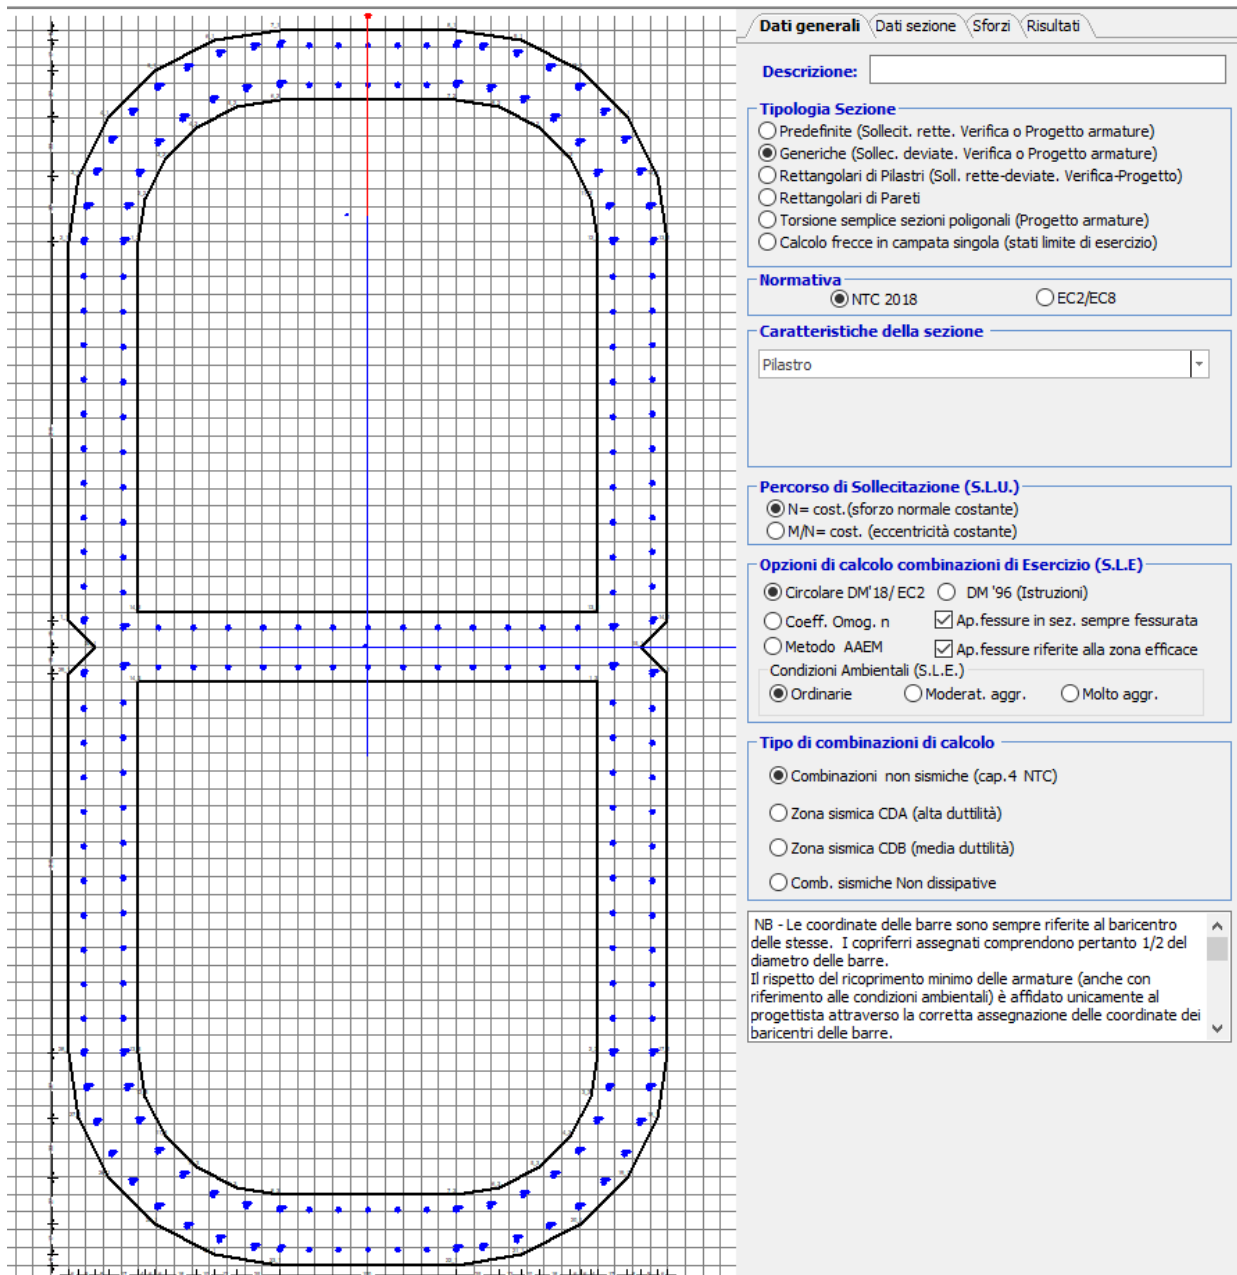 Dati generali Dati sezione Sforzi Risultati
Descrizione:
Tipologia Sezione
Predefinite (Sollecit. rette. Verifica o Progetto armature)
Generiche (Sollec. deviate. Verifica o Progetto armature)
Rettangolari di Pilastri (Soll. rette-deviate. Verifica-Progetto)
Rettangolari di Pareti
Torsione semplice sezioni poligonali (Progetto armature)
Calcolo frecce in campata singola (stati limite di esercizio)
Normativa
NTC 2018 EC2/EC8
Caratteristiche della sezione
Pilastro
Percorso di Sollecitazione (S.L.U.)
N= cost.(sforzo normale costante)
M/N= cost. (eccentricità costante)
Opzioni di calcolo combinazioni di Esercizio (S.L.E)
Circolare DM'18/ EC2 DM '96 (Istruzioni)
Coeff. Omog. n Ap.fessure in sez. sempre fessurata
Metodo AAEM Ap.fessure riferite alla zona efficace
Condizioni Ambientali (S.L.E.)
Ordinarie Moderat. aggr. Molto aggr.
Tipo di combinazioni di calcolo
Combinazioni non sismiche (cap.4 NTC)
Zona sismica CDA (alta duttilità)
Zona sismica CDB (media duttilità)
Comb. sismiche Non dissipative
NB - Le coordinate delle barre sono sempre riferite al baricentro
delle stesse. I copriferri assegnati comprendono pertanto 1/2 del
diametro delle barre.
Il rispetto del ricoprimento minimo delle armature (anche con
riferimento alle condizioni ambientali) è affidato unicamente al
progettista attraverso la corretta assegnazione delle coordinate dei
baricentri delle barre.